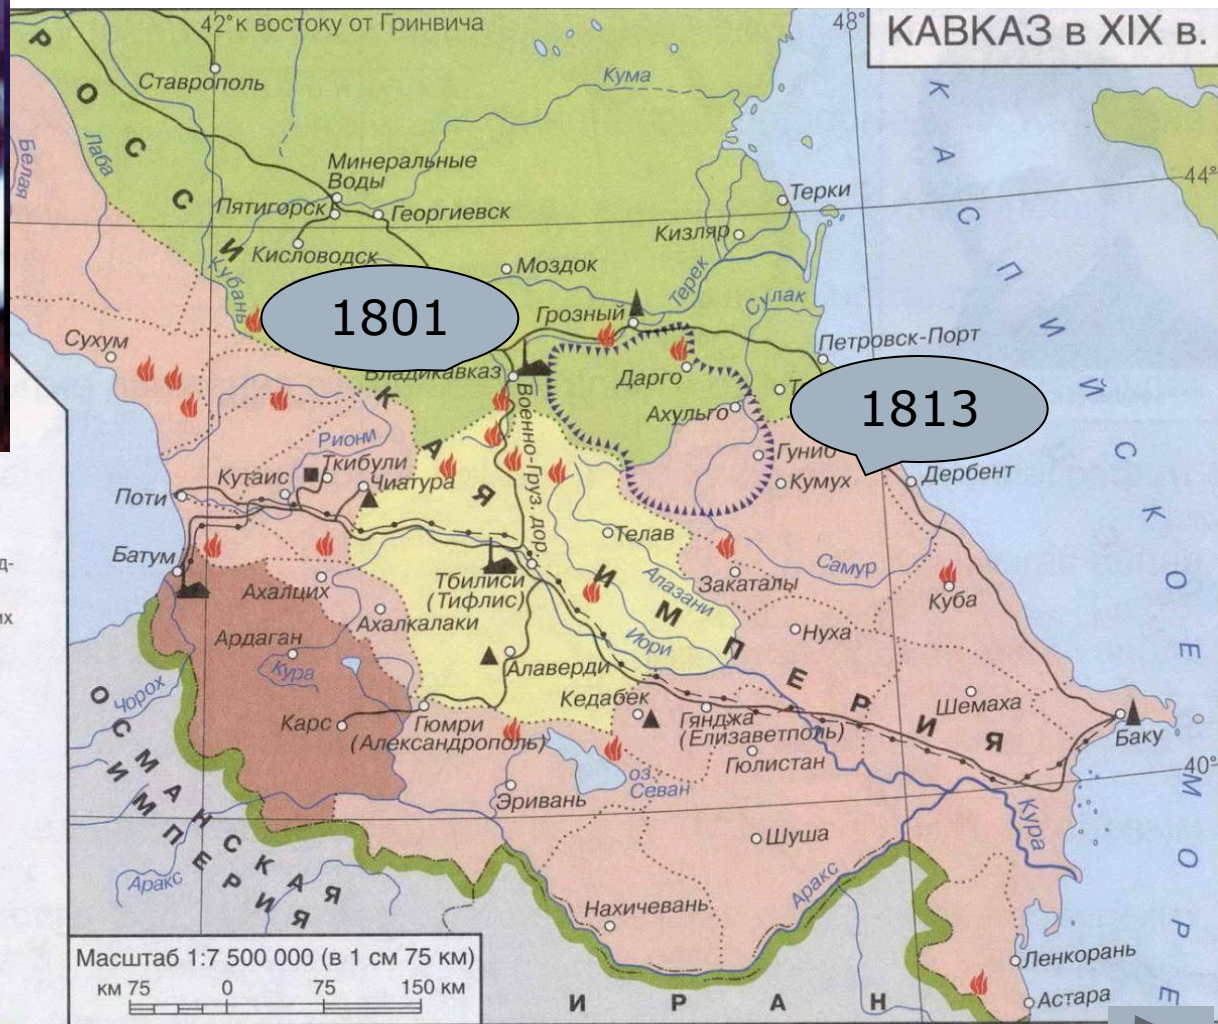 КАВКАЗ в XIX в.
42° к востоку от Гринвича
48°
РОССИЙСКАЯ ИМПЕРИЯ
Ставрополь
Кума
Лаба
Белая
Минеральные
Воды
Пятигорск
Георгиевск
Кисловодск
Терки
44°
Кизляр
Моздок
Кубань
Терек
Сулак
1801
Грозный
Петровск-Порт
Сухум
Владикавказ
Дарго
1813
Ахульго
Военно-Груз. дор.
Риони
Гуниб
Ткибули
Кутаис
Чиатура
Кумух
Дербент
Поти
Телав
Батум
Самур
Закаталы
Алазани
Ахалцих
Тбилиси
(Тифлис)
Куба
Ахалкалаки
Нуха
Иори
Ардаган
Кура
Алаверди
Кедабек
Чорох
Шемаха
Карс
Гюмри
(Александрополь)
Гянджа
(Елизаветполь)
Баку
Гюлистан
40°
оз.
Севан
Эривань
Кура
Шуша
ОСМАНСКАЯ
ИМПЕРИЯ
Аракс
Аракс
Нахичевань
КАСПИЙСКОЕ МОРЕ
Ленкорань
Астара
ИРАН
Масштаб 1:7 500 000 (в 1 см 75 км)
км 75 0 75 150 км